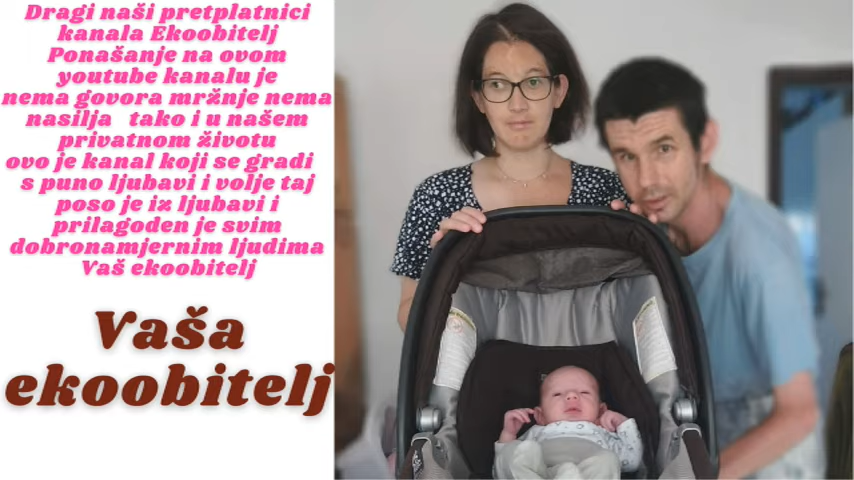 Dragi naši pretplatnici
kanala Ekoobitelj
Ponašanje na ovom
youtube kanalu je
nema govora mržnje nema
nasilja tako i u našem
privatnom životu
ovo je kanal koji se gradi
s puno ljubavi i volje taj
poso je iz ljubavi i
prilagođen je svim
dobronamjernim ljudima
Vaš ekoobitelj
Vaša
ekoobitelj